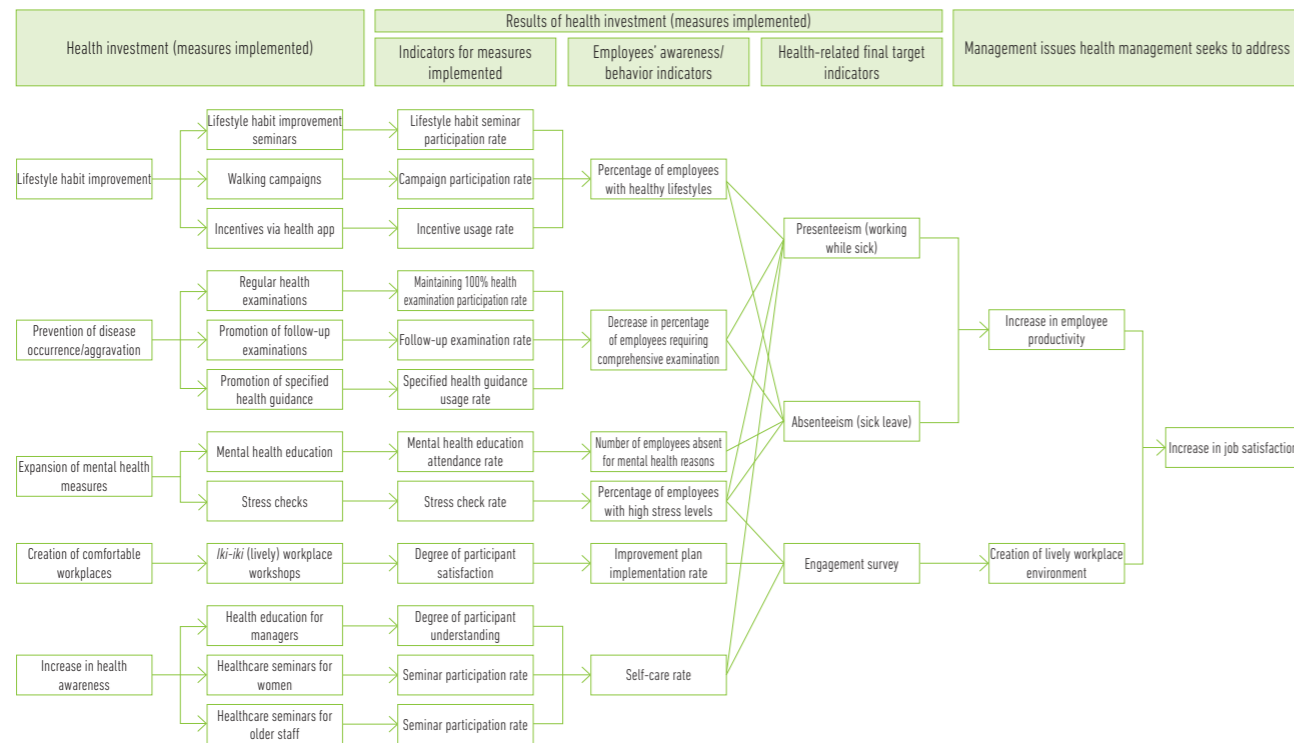 Health investment (measures implemented)
Results of health investment (measures implemented)
Indicators for measures
implemented
Employees' awareness/
behavior indicators
Health-related final target
indicators
Management issues health management seeks to address
Lifestyle habit improvement
Lifestyle habit improvement
seminars
Lifestyle habit seminar
participation rate
Walking campaigns
Campaign participation rate
Incentives via health app
Incentive usage rate
Percentage of employees
with healthy lifestyles
Prevention of disease
occurrence/aggravation
Regular health
examinations
Maintaining 100% health
examination participation rate
Promotion of follow-up
examinations
Follow-up examination rate
Promotion of specified
health guidance
Specified health guidance
usage rate
Decrease in percentage
of employees requiring
comprehensive examination
Expansion of mental health
measures
Mental health education
Mental health education
attendance rate
Number of employees absent
for mental health reasons
Stress checks
Stress check rate
Percentage of employees
with high stress levels
Creation of comfortable
workplaces
Iki-iki (lively) workplace
workshops
Degree of participant
satisfaction
Improvement plan
implementation rate
Increase in health
awareness
Health education for
managers
Degree of participant
understanding
Healthcare seminars for
women
Seminar participation rate
Healthcare seminars for
older staff
Seminar participation rate
Self-care rate
Presenteeism (working
while sick)
Absenteeism (sick leave)
Engagement survey
Increase in employee
productivity
Creation of lively workplace
environment
Increase in job satisfaction